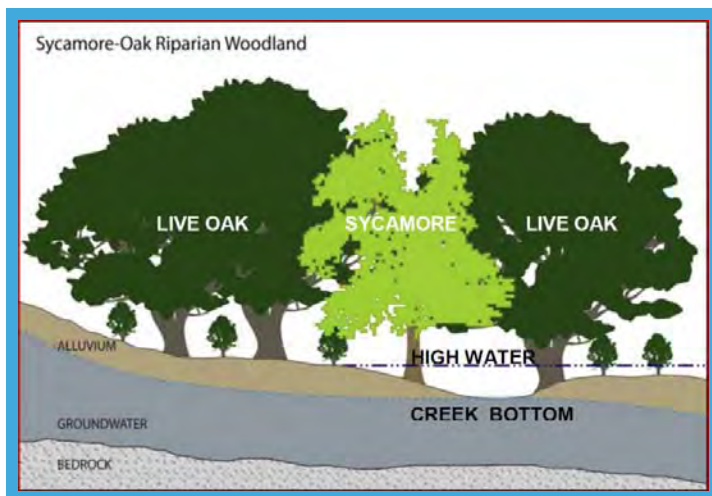 Sycamore-Oak Riparian Woodland
LIVE OAK
SYCAMORE
LIVE OAK
ALLUVIUM
HIGH WATER
CREEK BOTTOM
GROUNDWATER
BEDROCK